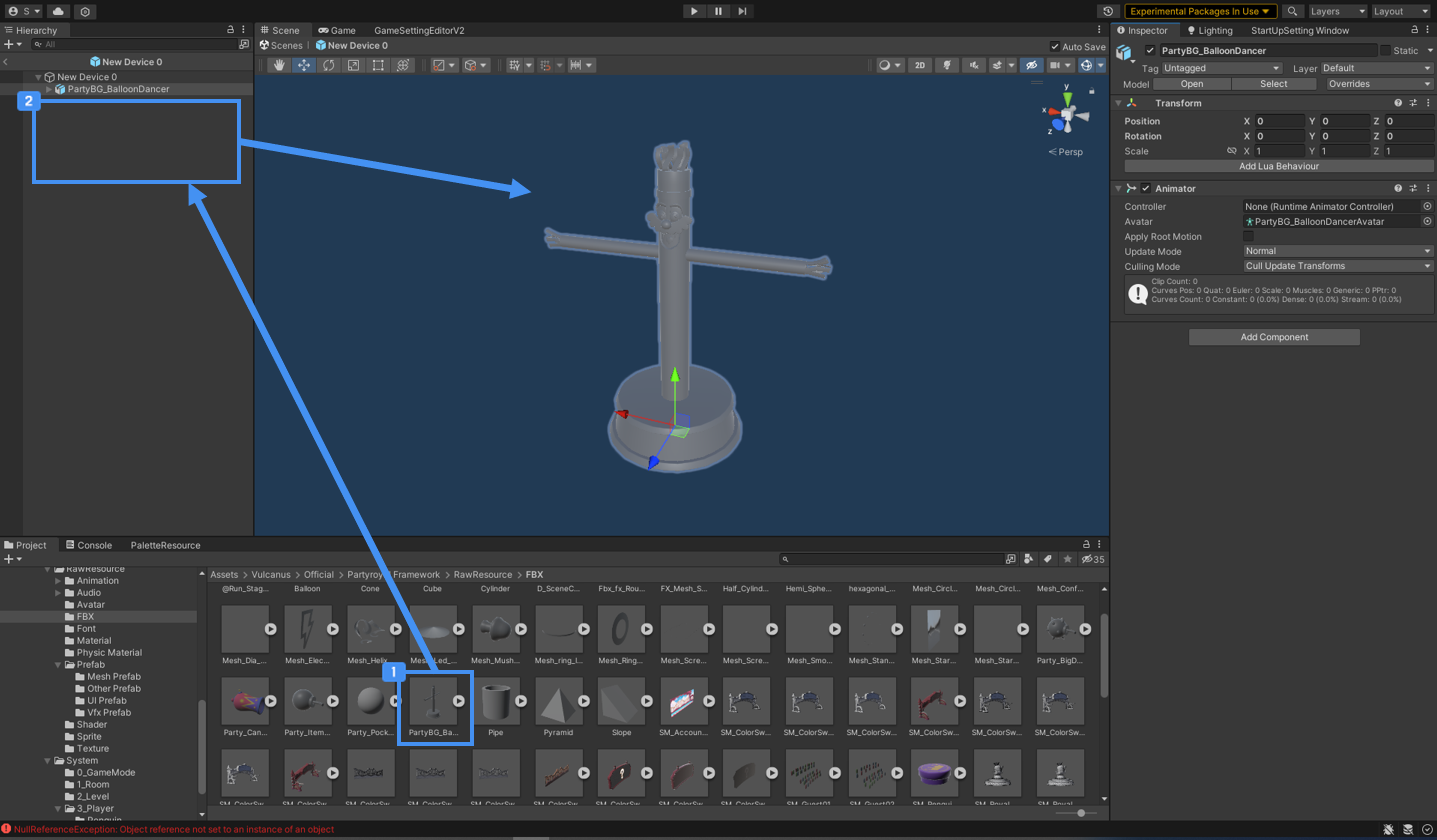 S
Experimental Packages In Use
Layers
Layout
Hierarchy
Scene
Game
GameSettingEditorV2
Inspector
Lighting
StartUpSetting Window
All
Scenes
New Device 0
Auto Save
New Device 0
New Device 0
PartyBG_BalloonDancer
2
2D
y
x
z
Persp
PartyBG_BalloonDancer
Static
Tag
Untagged
Layer
Default
Model
Open
Select
Overrides
Transform
Position X 0 Y 0 Z 0
Rotation X 0 Y 0 Z 0
Scale X 1 Y 1 Z 1
Add Lua Behaviour
Animator
Controller None (Runtime Animator Controller)
Avatar PartyBG_BalloonDancerAvatar
Apply Root Motion
Update Mode Normal
Culling Mode Cull Update Transforms
Clip Count: 0
Curves Pos: 0 Quat: 0 Euler: 0 Scale: 0 Muscles: 0 Generic: 0 PPtr: 0
Curves Count: 0 Constant: 0 (0.0%) Dense: 0 (0.0%) Stream: 0 (0.0%)
Add Component
Project
Console
PaletteResource
35
RawResource
Animation
Audio
Avatar
FBX
Font
Material
Physic Material
Prefab
Mesh Prefab
Other Prefab
UI Prefab
Vfx Prefab
Shader
Sprite
Texture
System
0_GameMode
1_Room
2_Level
3_Player
Penguin
Assets > Vulcanus > Official > Partyroyal Framework > RawResource > FBX
@Run_Stag... Balloon Cone Cube Cylinder D_SceneC... Fbx_fx_Rou... FX_Mesh_S... Half_Cylind... Hemi_Sphe... hexagonal_... Mesh_Circl... Mesh_Circl... Mesh_Conf...
Mesh_Dia_... Mesh_Elec... Mesh_Helix... Mesh_Led_... Mesh_Mush... Mesh_ring_l... Mesh_Ring... Mesh_Scre... Mesh_Scre... Mesh_Smo... Mesh_Stan... Mesh_Star... Mesh_Star... Party_BigD...
1
Party_Can... Party_Item... Party_Pock... PartyBG_Ba... Pipe Pyramid Slope SM_Accoun... SM_ColorSw... SM_ColorSw... SM_ColorSw... SM_ColorSw... SM_ColorSw... SM_ColorSw...
SM_ColorSw... SM_ColorSw... SM_ColorSw... SM_ColorSw... SM_ColorSw... SM_ColorSw... SM_ColorSw... SM_ColorSw... SM_ColorSw... SM_Guest01 SM_Guest02 SM_Pengui... SM_Royal... SM_Royal...
NullReferenceException: Object reference not set to an instance of an object